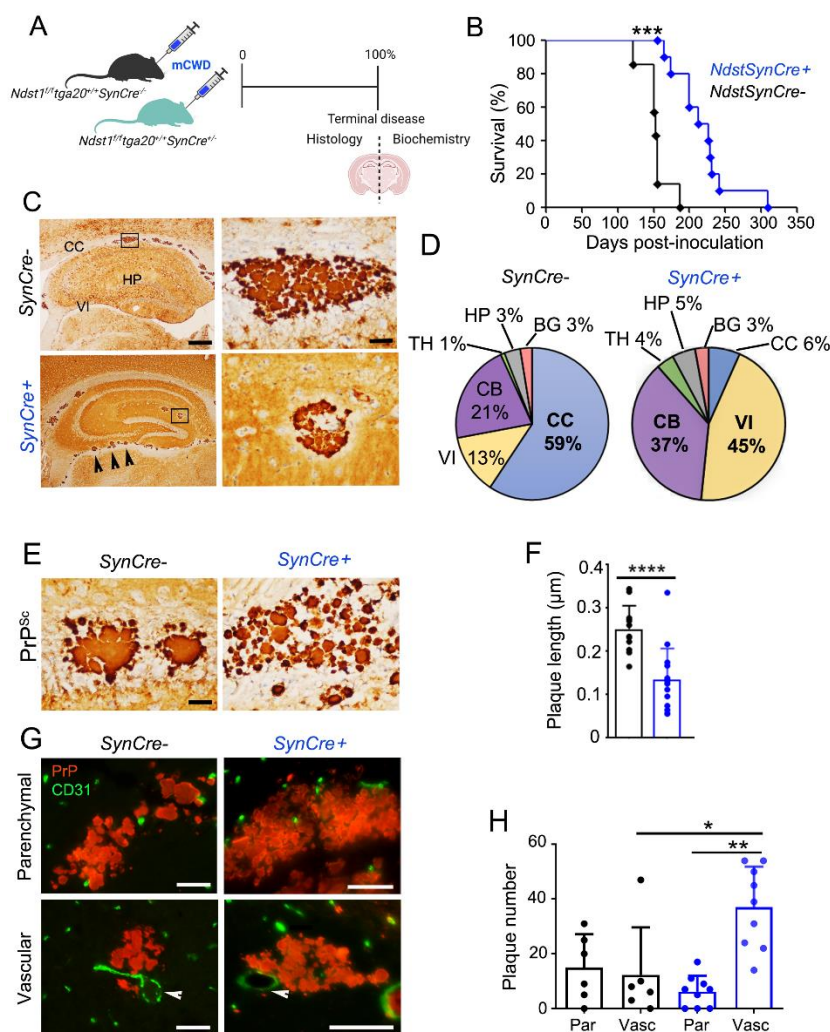 A
mCWD
Ndst1f/ftga20+/+SynCre-/-
Ndst1f/ftga20+/+SynCre+/-
0
100%
Terminal disease
Histology
Biochemistry
B
***
NdstSynCre+
NdstSynCre-
Survival (%)
100
80
60
40
20
0
0 50 100 150 200 250 300 350
Days post-inoculation
C
SynCre-
CC
HP
VI
SynCre+
D
SynCre-
SynCre+
HP 3%
BG 3%
TH 1%
CB
21%
CC
59%
VI
13%
HP 5%
BG 3%
TH 4%
CC 6%
CB
37%
VI
45%
E
SynCre-
SynCre+
PrPSc
F
****
Plaque length (μm)
0.4
0.3
0.2
0.1
0
G
SynCre-
SynCre+
Parenchymal
PrP
CD31
Vascular
H
*
**
Plaque number
60
40
20
0
Par Vasc Par Vasc